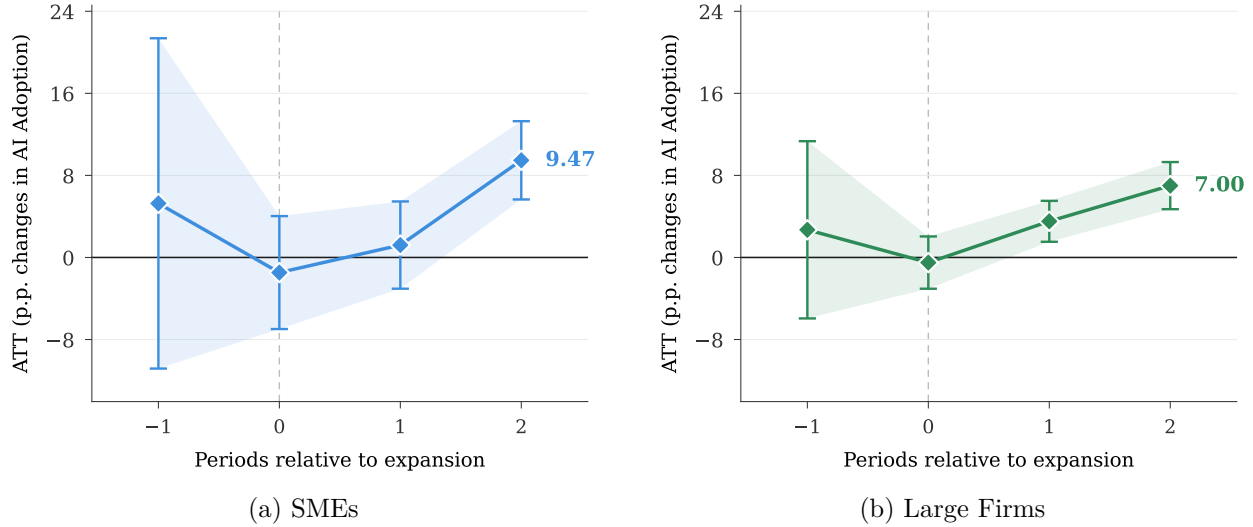 ATT (p.p. changes in AI Adoption)
24
16
8
0
−8
9.47
−1 0 1 2
Periods relative to expansion
(a) SMEs
ATT (p.p. changes in AI Adoption)
24
16
8
0
−8
7.00
−1 0 1 2
Periods relative to expansion
(b) Large Firms